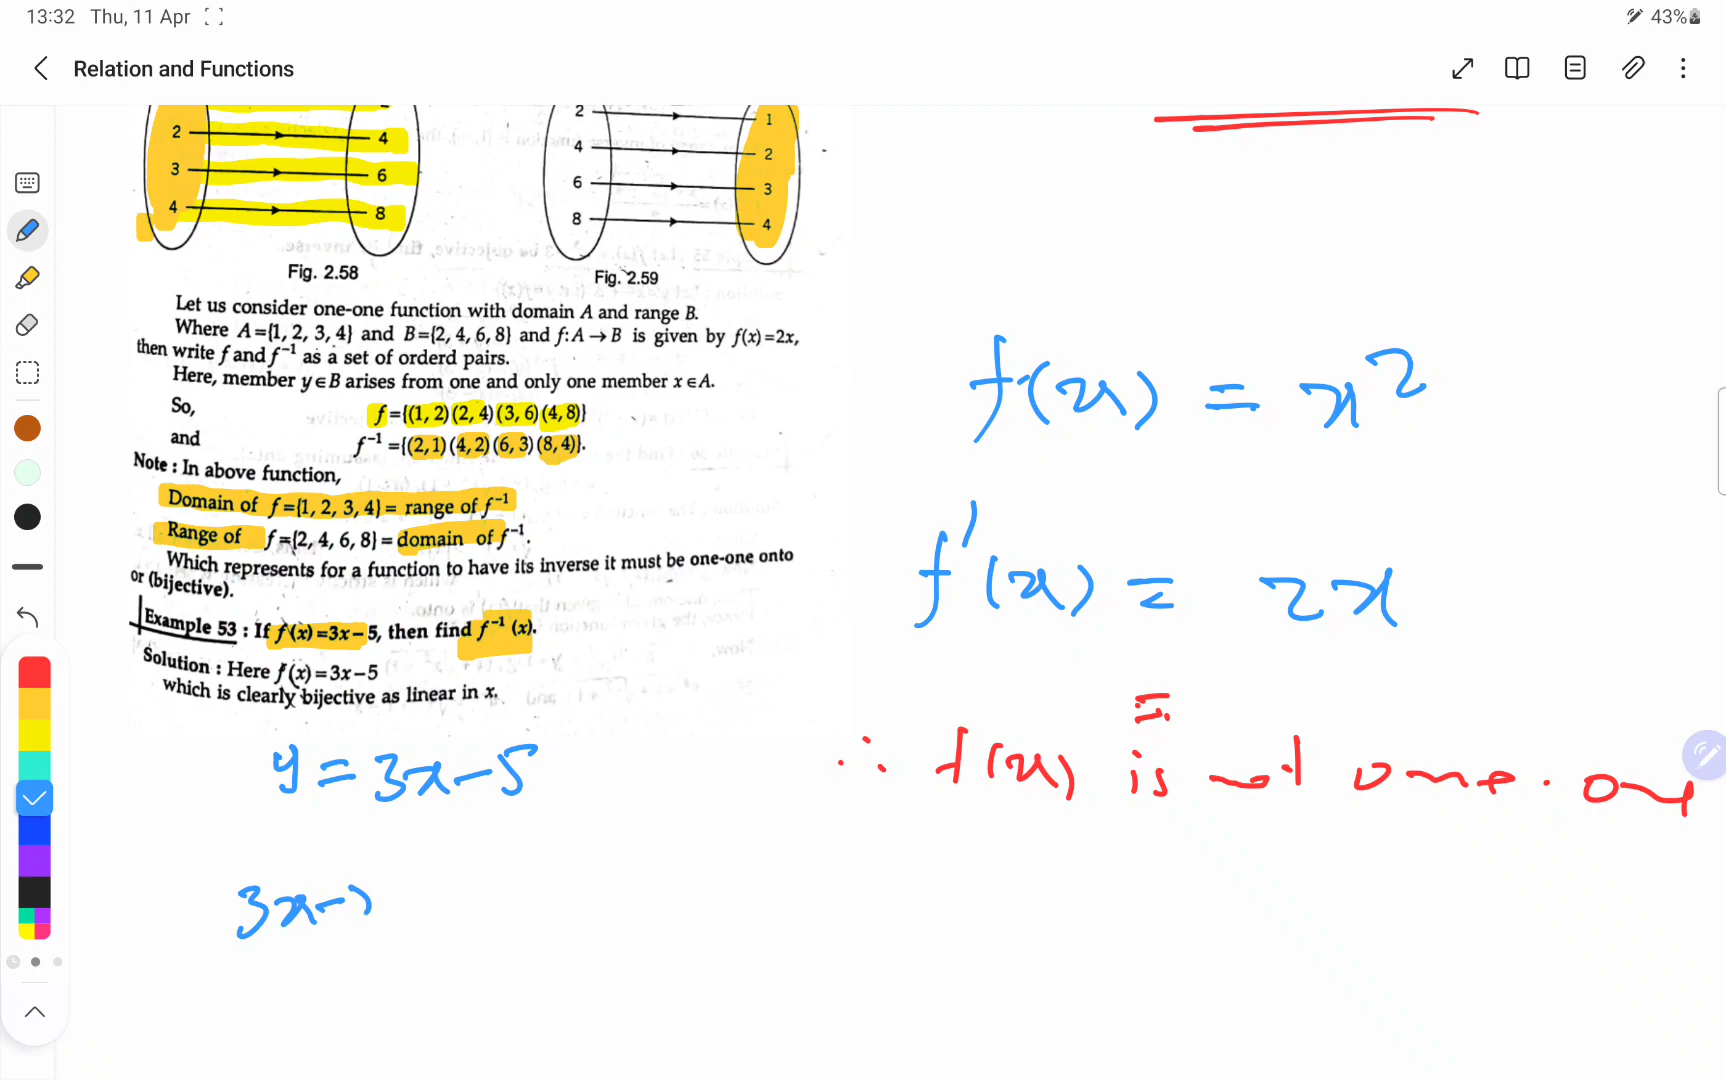 13:32 Thu, 11 Apr
43%
Relation and Functions
2 4
3 6
4 8
Fig. 2.58
2 1
4 2
6 3
8 4
Fig. 2.59
Let us consider one-one function with domain A and range B.
Where A={1, 2, 3, 4} and B={2, 4, 6, 8} and f: A → B is given by f(x)=2x,
then write f and f⁻¹ as a set of orderd pairs.
Here, member y∈B arises from one and only one member x∈A.
So, f={(1, 2) (2, 4) (3, 6) (4, 8)}
and f⁻¹={(2, 1) (4, 2) (6, 3) (8, 4)}.
Note : In above function,
Domain of f={1, 2, 3, 4}= range of f⁻¹
Range of f={2, 4, 6, 8}= domain of f⁻¹.
Which represents for a function to have its inverse it must be one-one onto
or (bijective).
Example 53 : If f(x)=3x−5, then find f⁻¹(x).
Solution : Here f(x)=3x−5
which is clearly bijective as linear in x.
y = 3x-5
3x-
f(x) = x²
f'(x) = 2x
∴ f(x) is not one-one